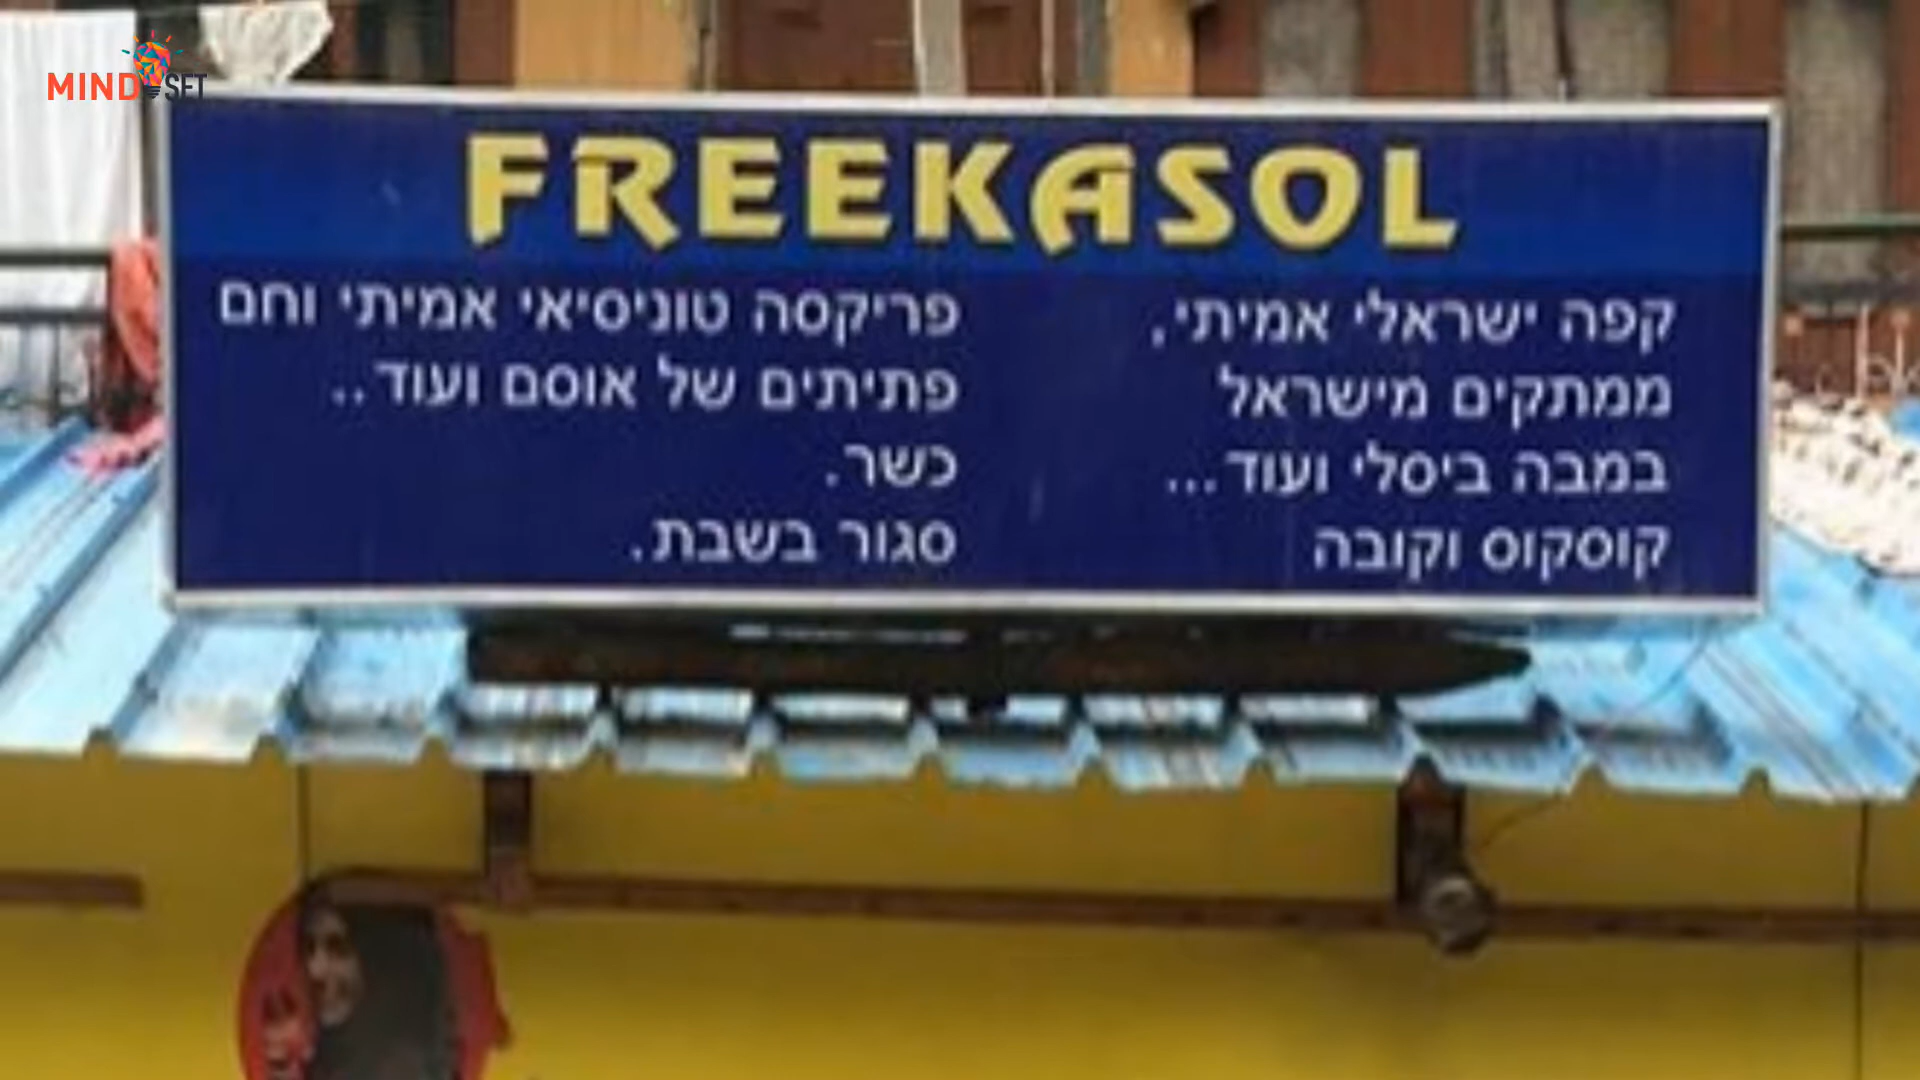 MINDSET
FREEKASOL
קפה ישראלי אמיתי,
ממתקים מישראל
במבה ביסלי ועוד...
קוסקוס וקובה
פריקסה טוניסיאי אמיתי וחם
פתיתים של אוסם ועוד..
כשר.
סגור בשבת.